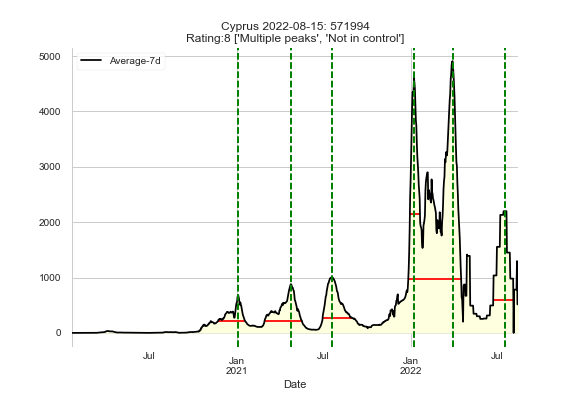 Cyprus 2022-08-15: 571994
Rating:8 ['Multiple peaks', 'Not in control']
Average-7d
5000
4000
3000
2000
1000
0
Jul
Jan
2021
Jul
Jan
2022
Jul
Date